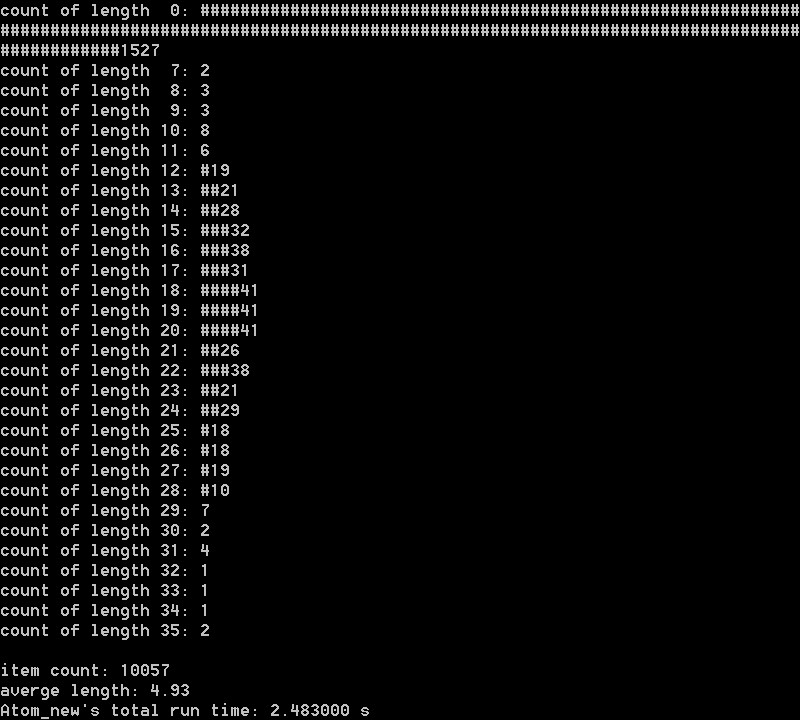 count of length  0: ############################################################
################################################################################
############1527
count of length  7: 2
count of length  8: 3
count of length  9: 3
count of length 10: 8
count of length 11: 6
count of length 12: #19
count of length 13: ##21
count of length 14: ##28
count of length 15: ###32
count of length 16: ###38
count of length 17: ###31
count of length 18: ####41
count of length 19: ####41
count of length 20: ####41
count of length 21: ##26
count of length 22: ###38
count of length 23: ##21
count of length 24: ##29
count of length 25: #18
count of length 26: #18
count of length 27: #19
count of length 28: #10
count of length 29: 7
count of length 30: 2
count of length 31: 4
count of length 32: 1
count of length 33: 1
count of length 34: 1
count of length 35: 2
item count: 10057
averge length: 4.93
Atom_new's total run time: 2.483000 s